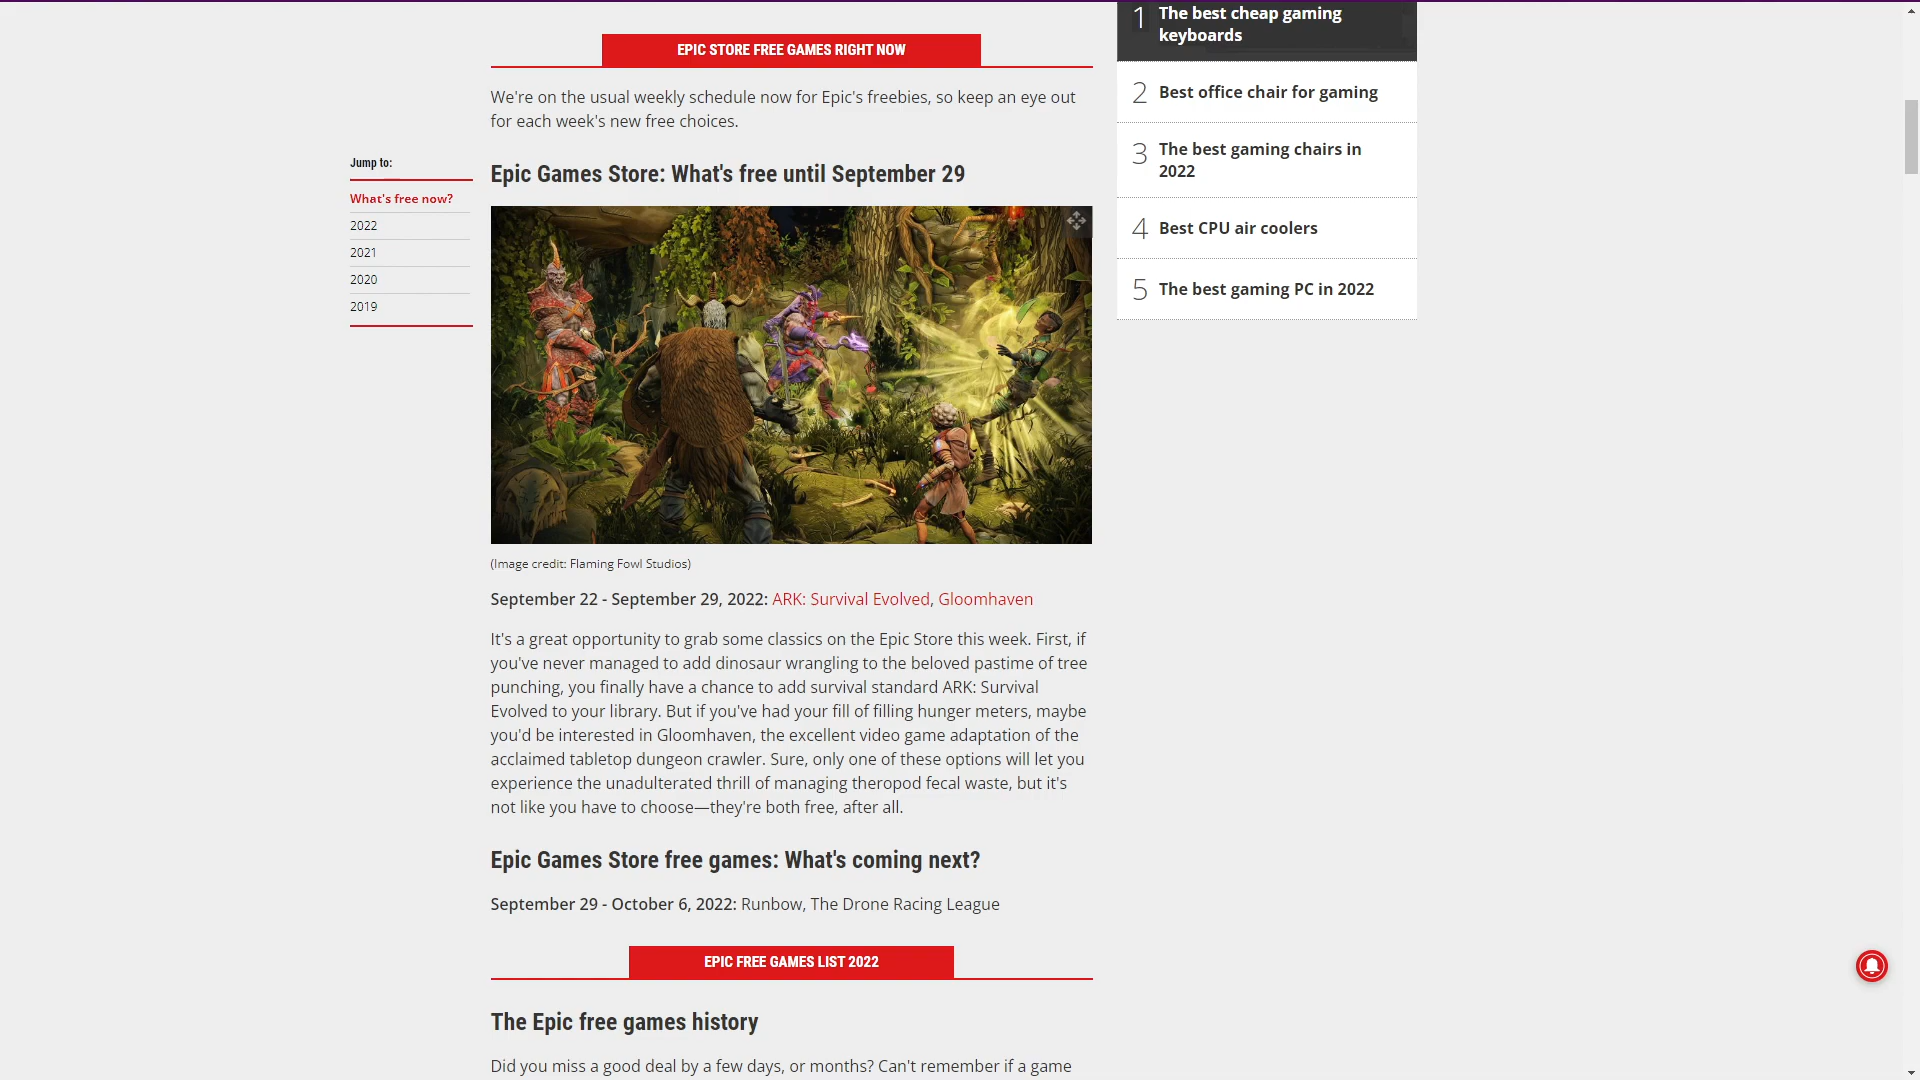 1
The best cheap gaming
keyboards
EPIC STORE FREE GAMES RIGHT NOW
We're on the usual weekly schedule now for Epic's freebies, so keep an eye out
for each week's new free choices.
2
Best office chair for gaming
3
The best gaming chairs in
2022
4
Best CPU air coolers
5
The best gaming PC in 2022
Jump to:
What's free now?
2022
2021
2020
2019
Epic Games Store: What's free until September 29
(Image credit: Flaming Fowl Studios)
September 22 - September 29, 2022: ARK: Survival Evolved, Gloomhaven
It's a great opportunity to grab some classics on the Epic Store this week. First, if
you've never managed to add dinosaur wrangling to the beloved pastime of tree
punching, you finally have a chance to add survival standard ARK: Survival
Evolved to your library. But if you've had your fill of filling hunger meters, maybe
you'd be interested in Gloomhaven, the excellent video game adaptation of the
acclaimed tabletop dungeon crawler. Sure, only one of these options will let you
experience the unadulterated thrill of managing theropod fecal waste, but it's
not like you have to choose—they're both free, after all.
Epic Games Store free games: What's coming next?
September 29 - October 6, 2022: Runbow, The Drone Racing League
EPIC FREE GAMES LIST 2022
The Epic free games history
Did you miss a good deal by a few days, or months? Can't remember if a game